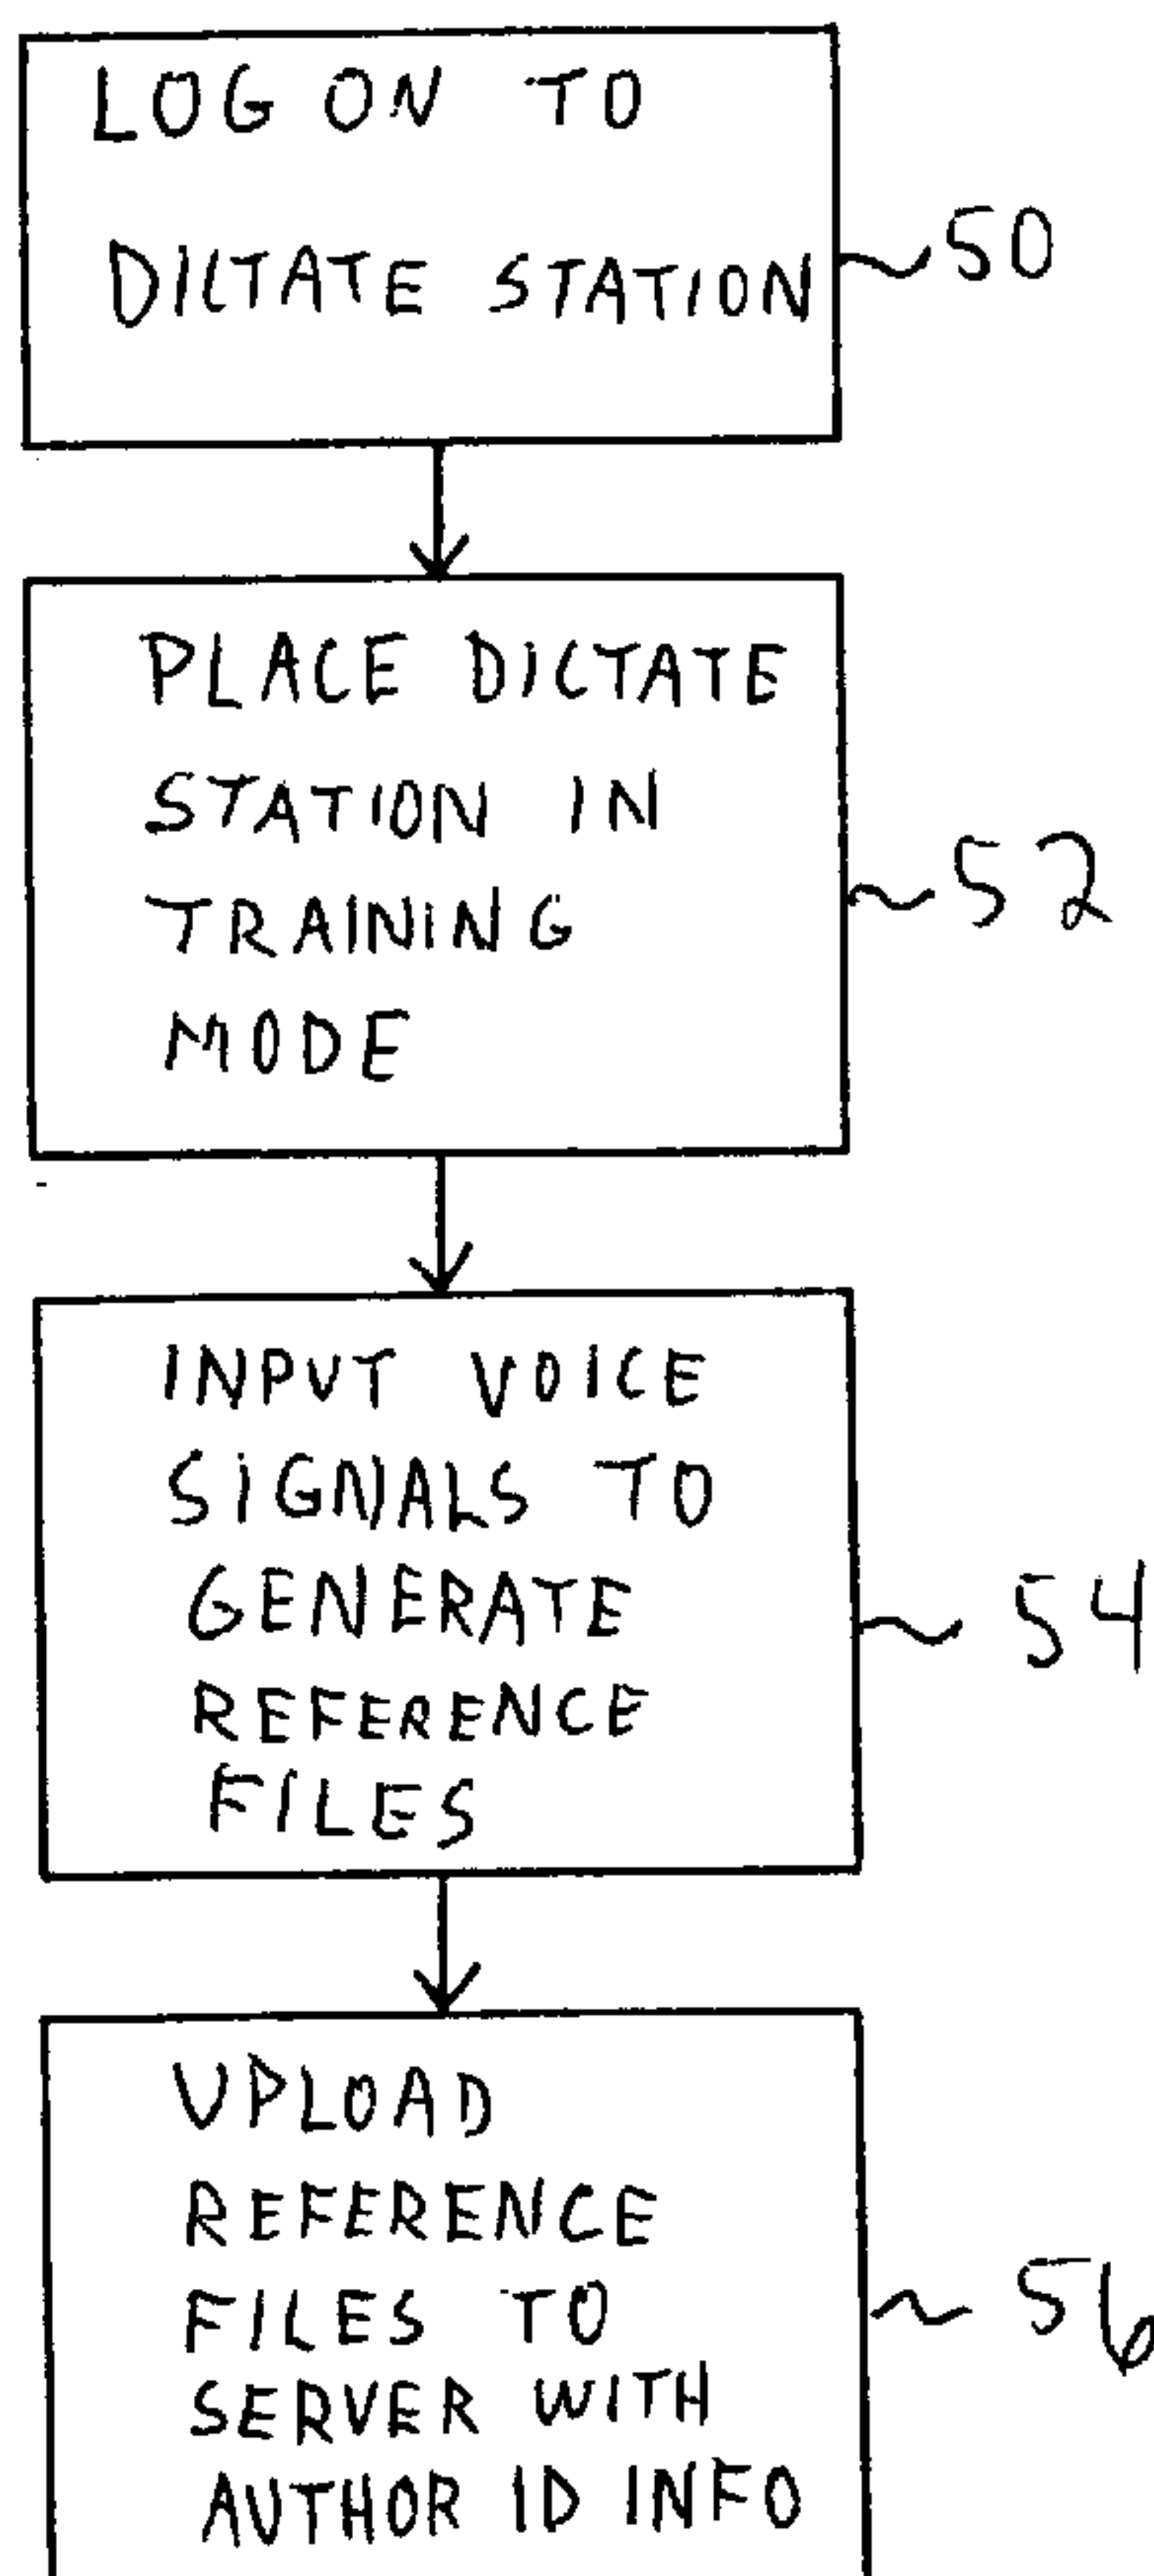 LOG ON TO
DICTATE STATION
50
PLACE DICTATE
STATION IN
TRAINING
MODE
52
INPUT VOICE
SIGNALS TO
GENERATE
REFERENCE
FILES
54
UPLOAD
REFERENCE
FILES TO
SERVER WITH
AUTHOR ID INFO
56